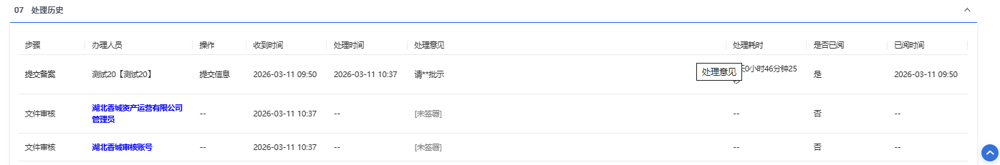 07 处理历史
步骤 办理人员 操作 收到时间 处理时间 处理意见 处理耗时 是否已阅 已阅时间
提交备案 测试20【测试20】 提交信息 2026-03-11 09:50 2026-03-11 10:37 请**批示 天0小时46分钟25 是 2026-03-11 09:50
处理意见
秒
文件审核 湖北香城资产运营有限公司 -- 2026-03-11 10:37 -- [未签署] -- 否 --
管理员
文件审核 湖北香城审核账号 -- 2026-03-11 10:37 -- [未签署] -- 否 --